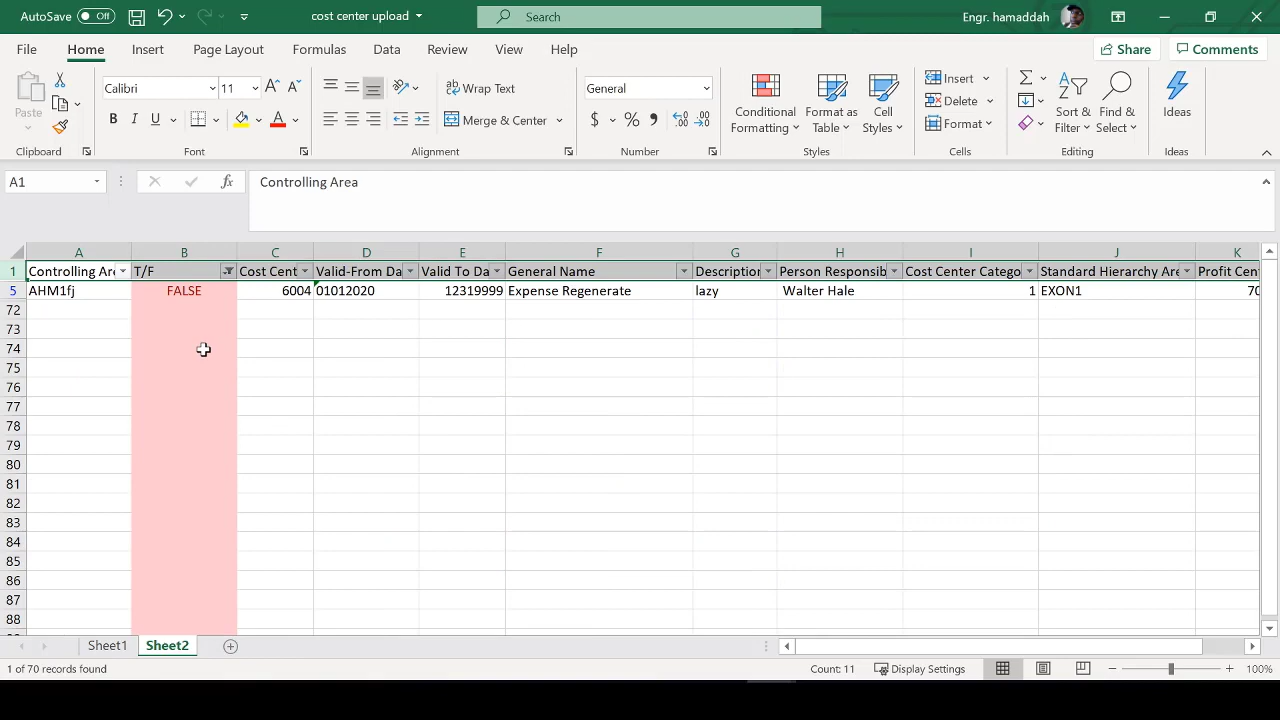 AutoSave Off cost center upload Search Engr. hamaddah
File Home Insert Page Layout Formulas Data Review View Help Share Comments
Paste Calibri 11 Wrap Text General Conditional Formatting Format as Table Cell Styles Insert Sort & Filter Find & Select Ideas
B I U A Merge & Center $ % Delete
Format
Clipboard Font Alignment Number Styles Cells Editing Ideas
A1 fx Controlling Area
A B C D E F G H I J K
1 Controlling Are T/F Cost Cent Valid-From Da Valid To Da General Name Description Person Responsib Cost Center Catego Standard Hierarchy Are Profit Cent
5 AHM1fj FALSE 6004 01012020 12319999 Expense Regenerate lazy Walter Hale 1 EXON1 70
72
73
74
75
76
77
78
79
80
81
82
83
84
85
86
87
88
Sheet1 Sheet2
1 of 70 records found Count: 11 Display Settings 100%